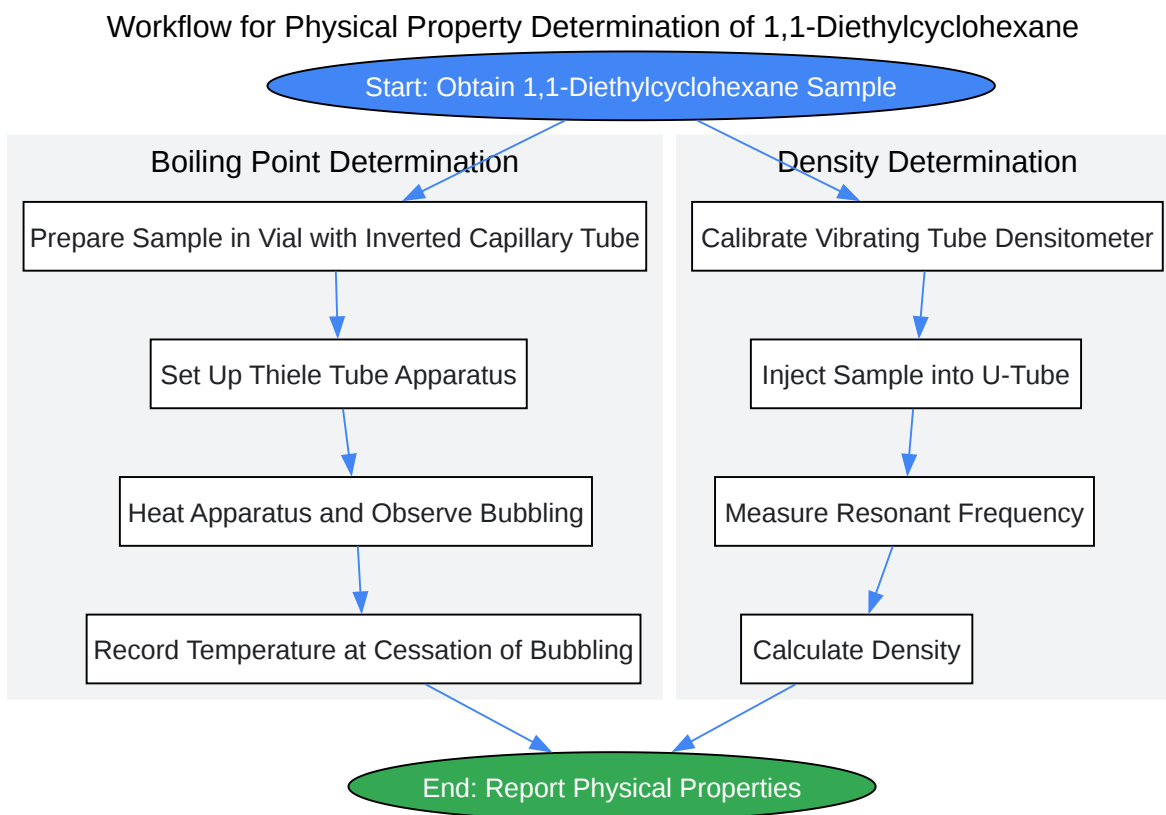 Workflow for Physical Property Determination of 1,1-Diethylcyclohexane
Start: Obtain 1,1-Diethylcyclohexane Sample
Boiling Point Determination
Prepare Sample in Vial with Inverted Capillary Tube
Set Up Thiele Tube Apparatus
Heat Apparatus and Observe Bubbling
Record Temperature at Cessation of Bubbling
Density Determination
Calibrate Vibrating Tube Densitometer
Inject Sample into U-Tube
Measure Resonant Frequency
Calculate Density
End: Report Physical Properties